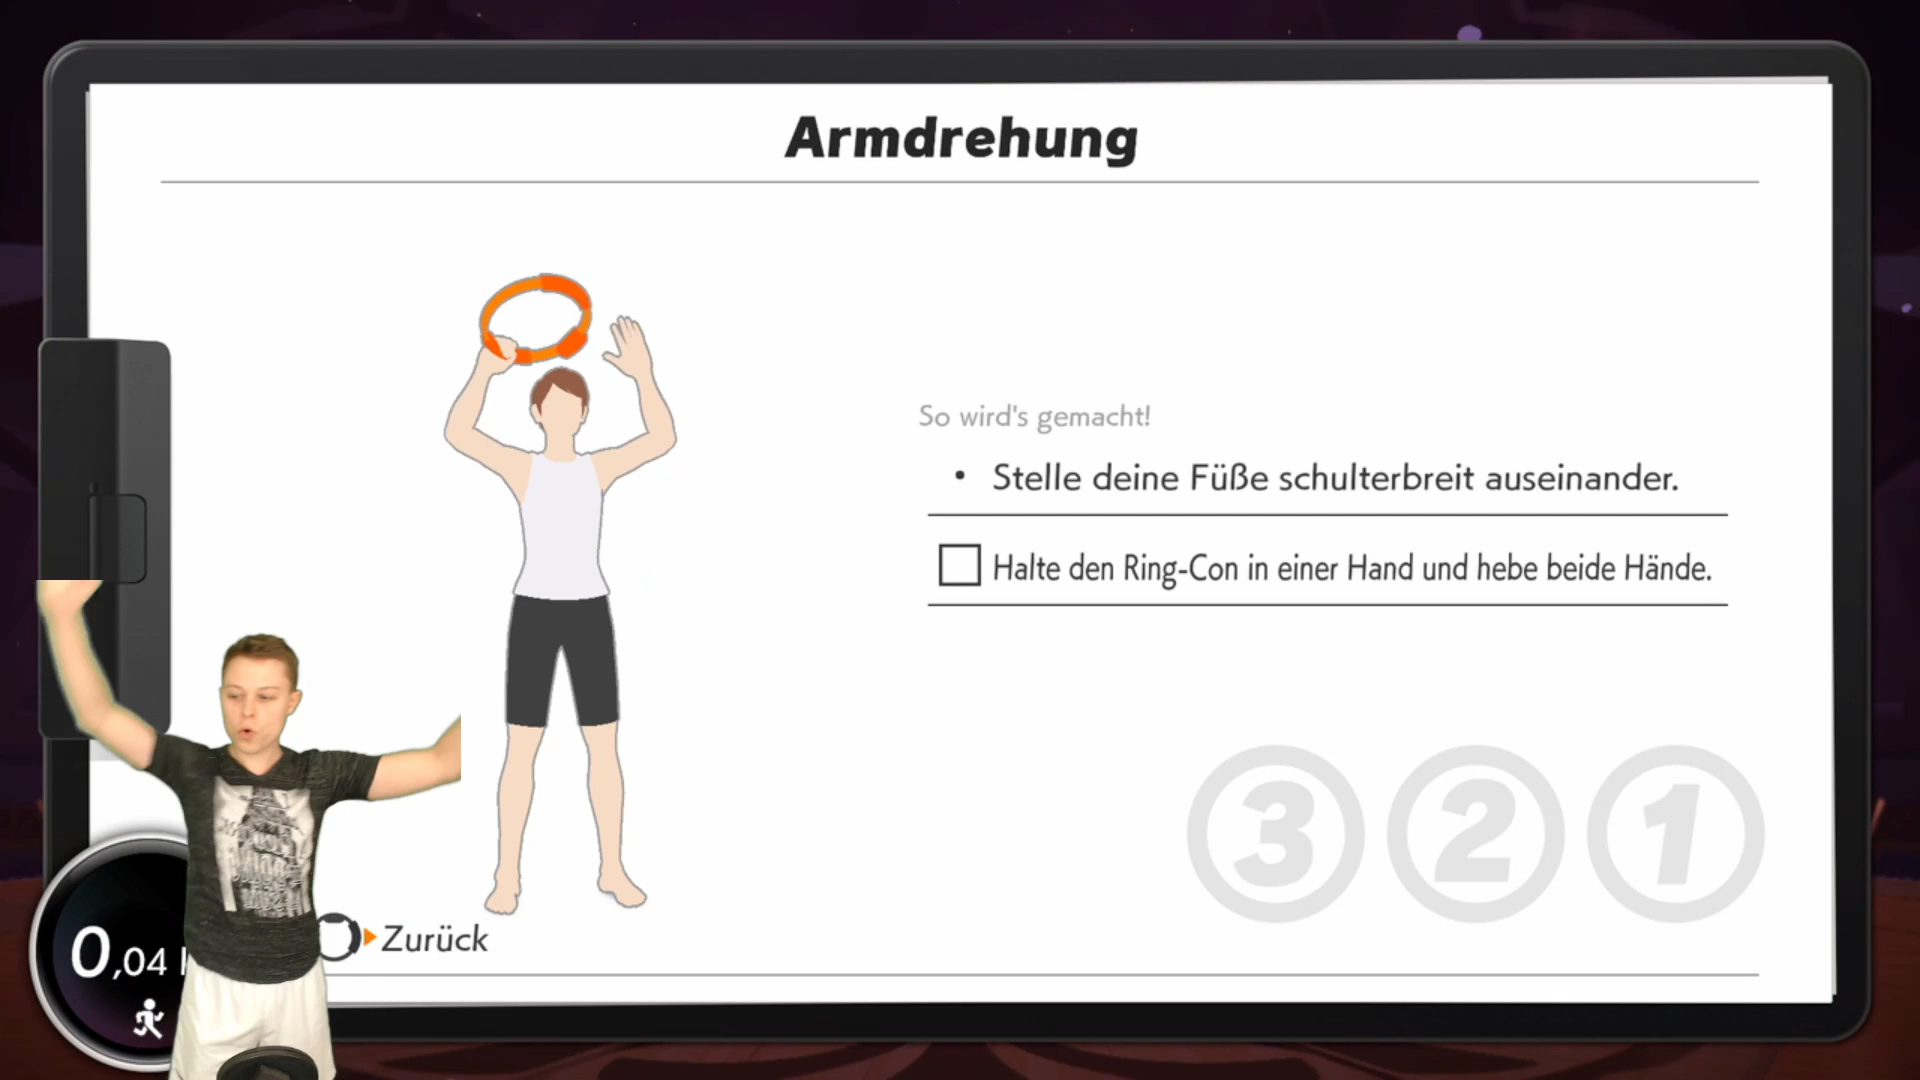 Armdrehung
So wird's gemacht!
• Stelle deine Füße schulterbreit auseinander.
Halte den Ring-Con in einer Hand und hebe beide Hände.
3 2 1
Zurück
0,04